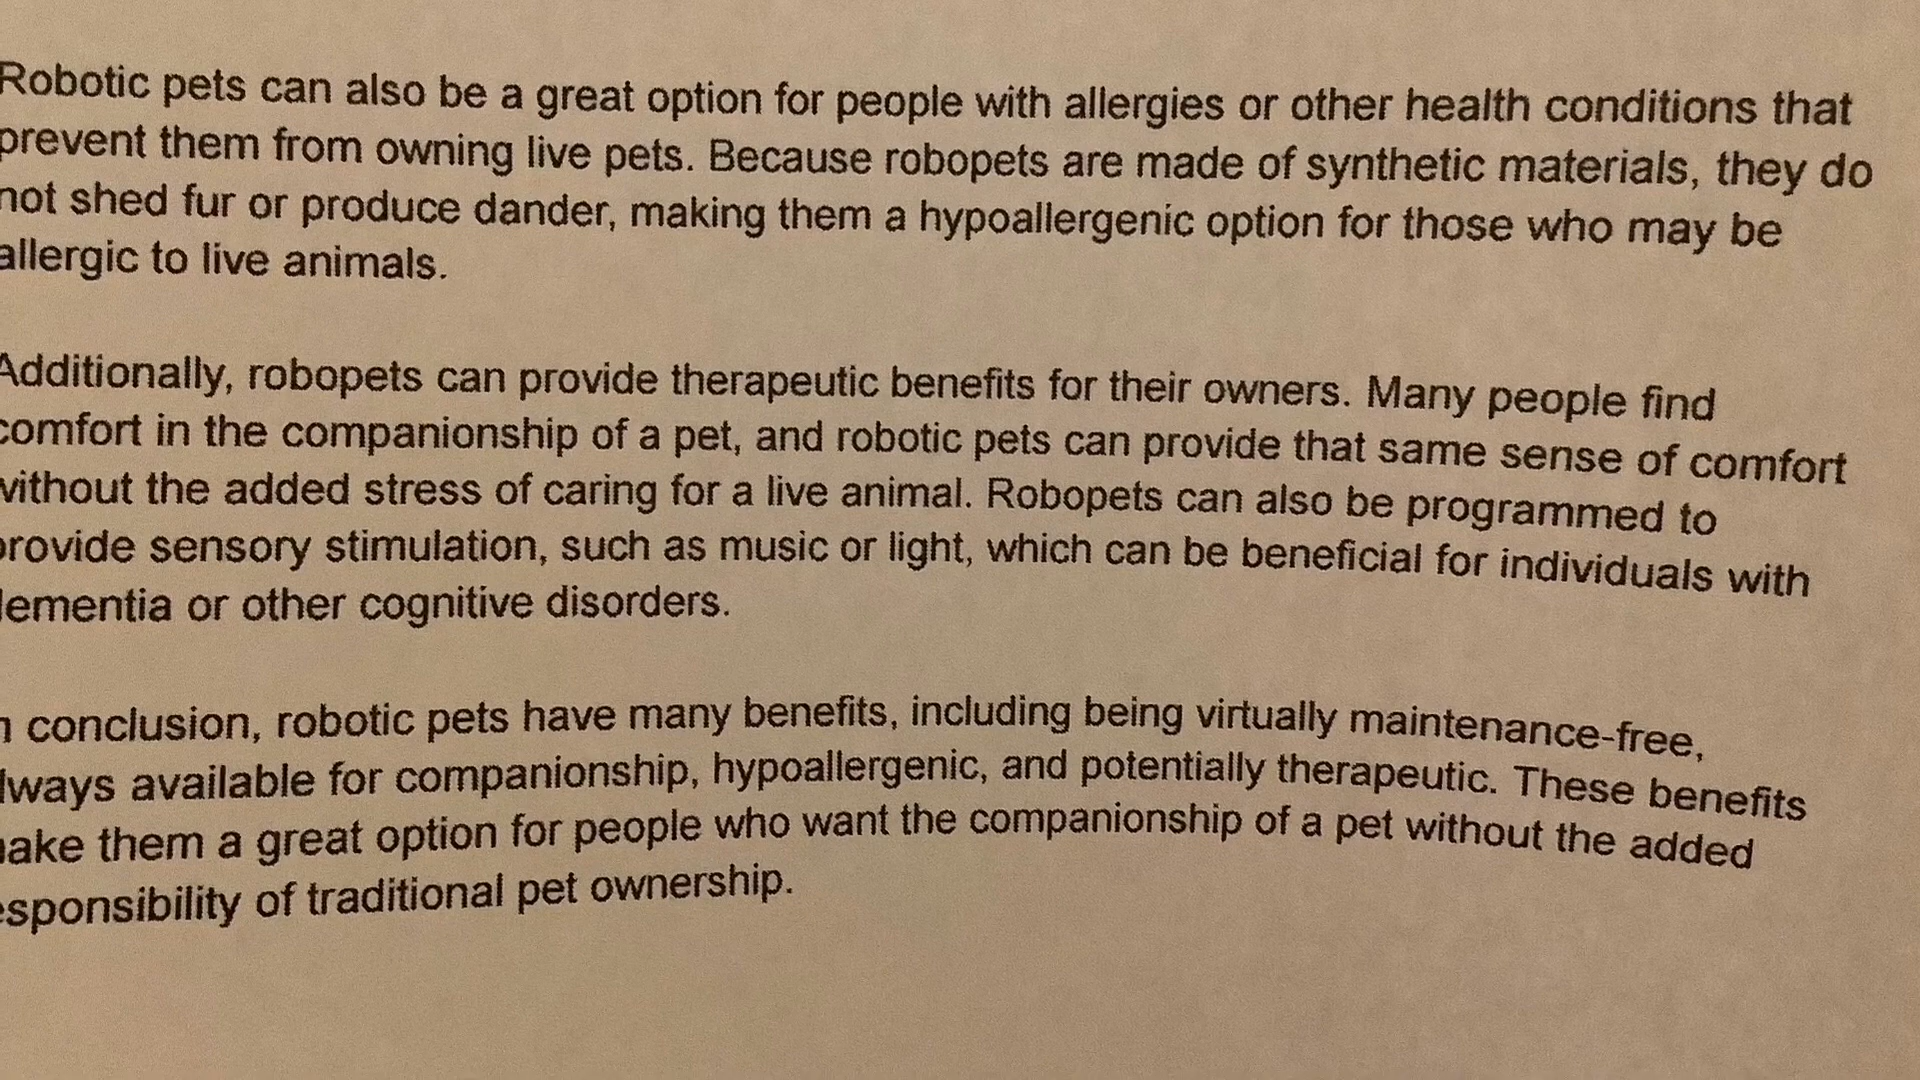 Robotic pets can also be a great option for people with allergies or other health conditions that
prevent them from owning live pets. Because robopets are made of synthetic materials, they do
not shed fur or produce dander, making them a hypoallergenic option for those who may be
allergic to live animals.
Additionally, robopets can provide therapeutic benefits for their owners. Many people find
comfort in the companionship of a pet, and robotic pets can provide that same sense of comfort
without the added stress of caring for a live animal. Robopets can also be programmed to
provide sensory stimulation, such as music or light, which can be beneficial for individuals with
dementia or other cognitive disorders.
n conclusion, robotic pets have many benefits, including being virtually maintenance-free,
lways available for companionship, hypoallergenic, and potentially therapeutic. These benefits
ake them a great option for people who want the companionship of a pet without the added
esponsibility of traditional pet ownership.